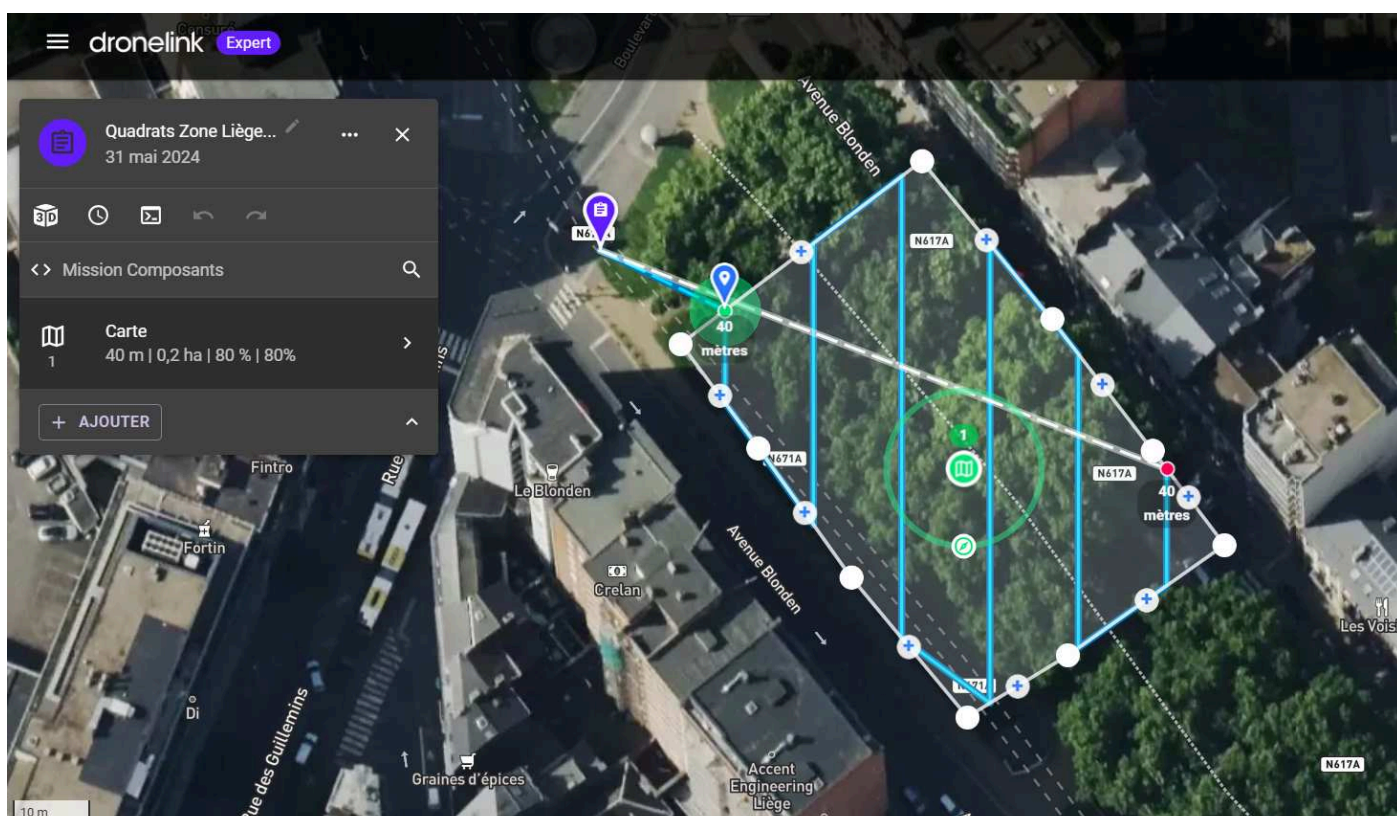 dronelink Expert
Quadrats Zone Liège...
31 mai 2024
Mission Composants
Carte
1
40 m | 0,2 ha | 80 % | 80%
+ AJOUTER
Avenue Blonden
N617A
40
mètres
N671A
1
N617A
40
mètres
Fintro
Rue
Le Blonden
Fortin
Crelan
Avenue Blonden
Les Vois
Di
Rue des Guillemins
Graines d'épices
Accent
Engineering
Liège
N617A
10 m